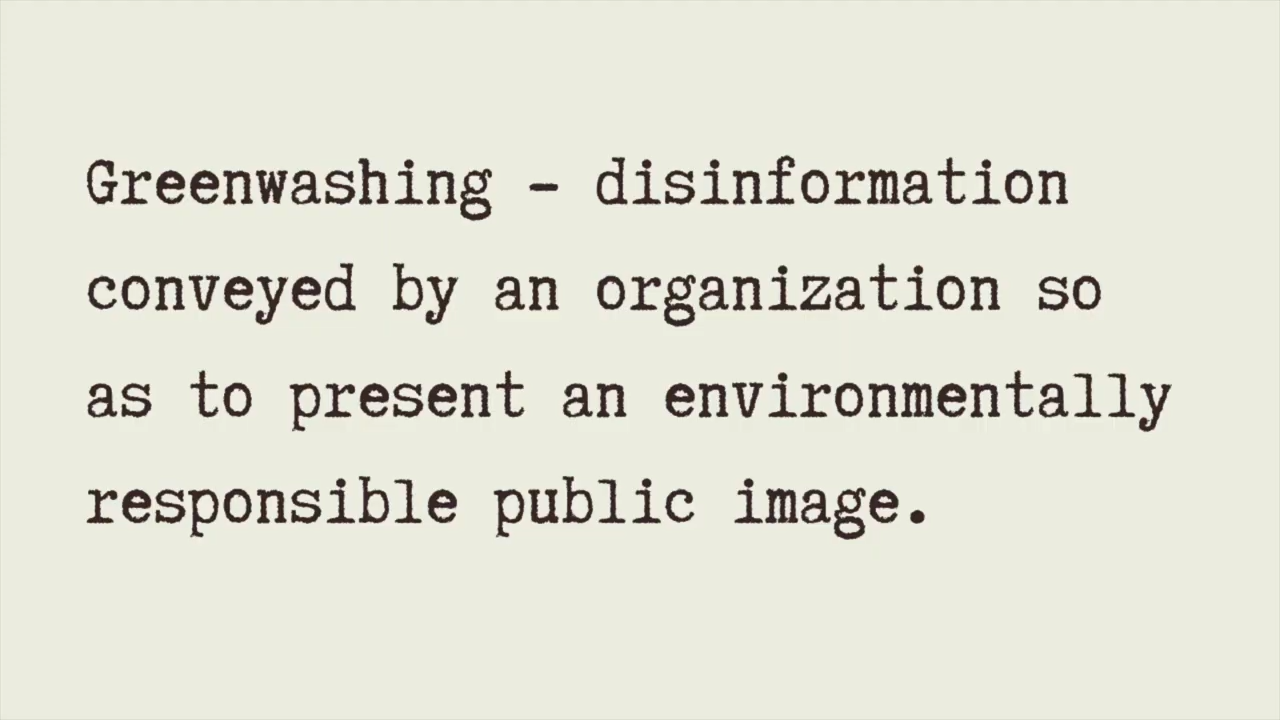 Greenwashing - disinformation
conveyed by an organization so
as to present an environmentally
responsible public image.